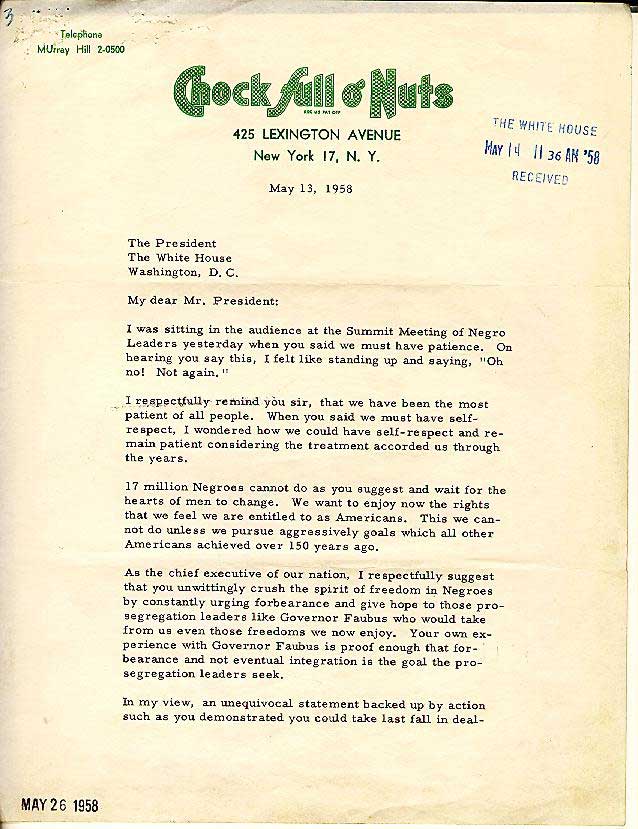 3
Telephone
MUrray Hill 2-0500
Chock full o' Nuts
REG US PAT OFF
425 LEXINGTON AVENUE
New York 17, N. Y.
THE WHITE HOUSE
MAY 14 11 36 AM '58
RECEIVED
May 13, 1958
The President
The White House
Washington, D. C.
My dear Mr. President:
I was sitting in the audience at the Summit Meeting of Negro
Leaders yesterday when you said we must have patience. On
hearing you say this, I felt like standing up and saying, "Oh
no! Not again."
I respectfully remind you sir, that we have been the most
patient of all people. When you said we must have self-
respect, I wondered how we could have self-respect and re-
main patient considering the treatment accorded us through
the years.
17 million Negroes cannot do as you suggest and wait for the
hearts of men to change. We want to enjoy now the rights
that we feel we are entitled to as Americans. This we can-
not do unless we pursue aggressively goals which all other
Americans achieved over 150 years ago.
As the chief executive of our nation, I respectfully suggest
that you unwittingly crush the spirit of freedom in Negroes
by constantly urging forbearance and give hope to those pro-
segregation leaders like Governor Faubus who would take
from us even those freedoms we now enjoy. Your own ex-
perience with Governor Faubus is proof enough that for-
bearance and not eventual integration is the goal the pro-
segregation leaders seek.
In my view, an unequivocal statement backed up by action
such as you demonstrated you could take last fall in deal-
MAY 26 1958